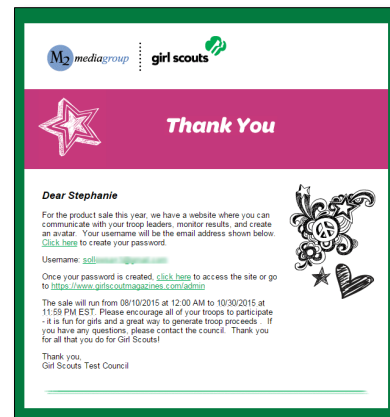 M2 mediagroup
girl scouts
Thank You
Dear Stephanie
For the product sale this year, we have a website where you can
communicate with your troop leaders, monitor results, and create
an avatar. Your username will be the email address shown below.
Click here to create your password.
Username:
Once your password is created, click here to access the site or go
to https://www.girlscoutmagazines.com/admin
The sale will run from 08/10/2015 at 12:00 AM to 10/30/2015 at
11:59 PM EST. Please encourage all of your troops to participate
- it is fun for girls and a great way to generate troop proceeds . If
you have any questions, please contact the council. Thank you
for all that you do for Girl Scouts!
Thank you,
Girl Scouts Test Council